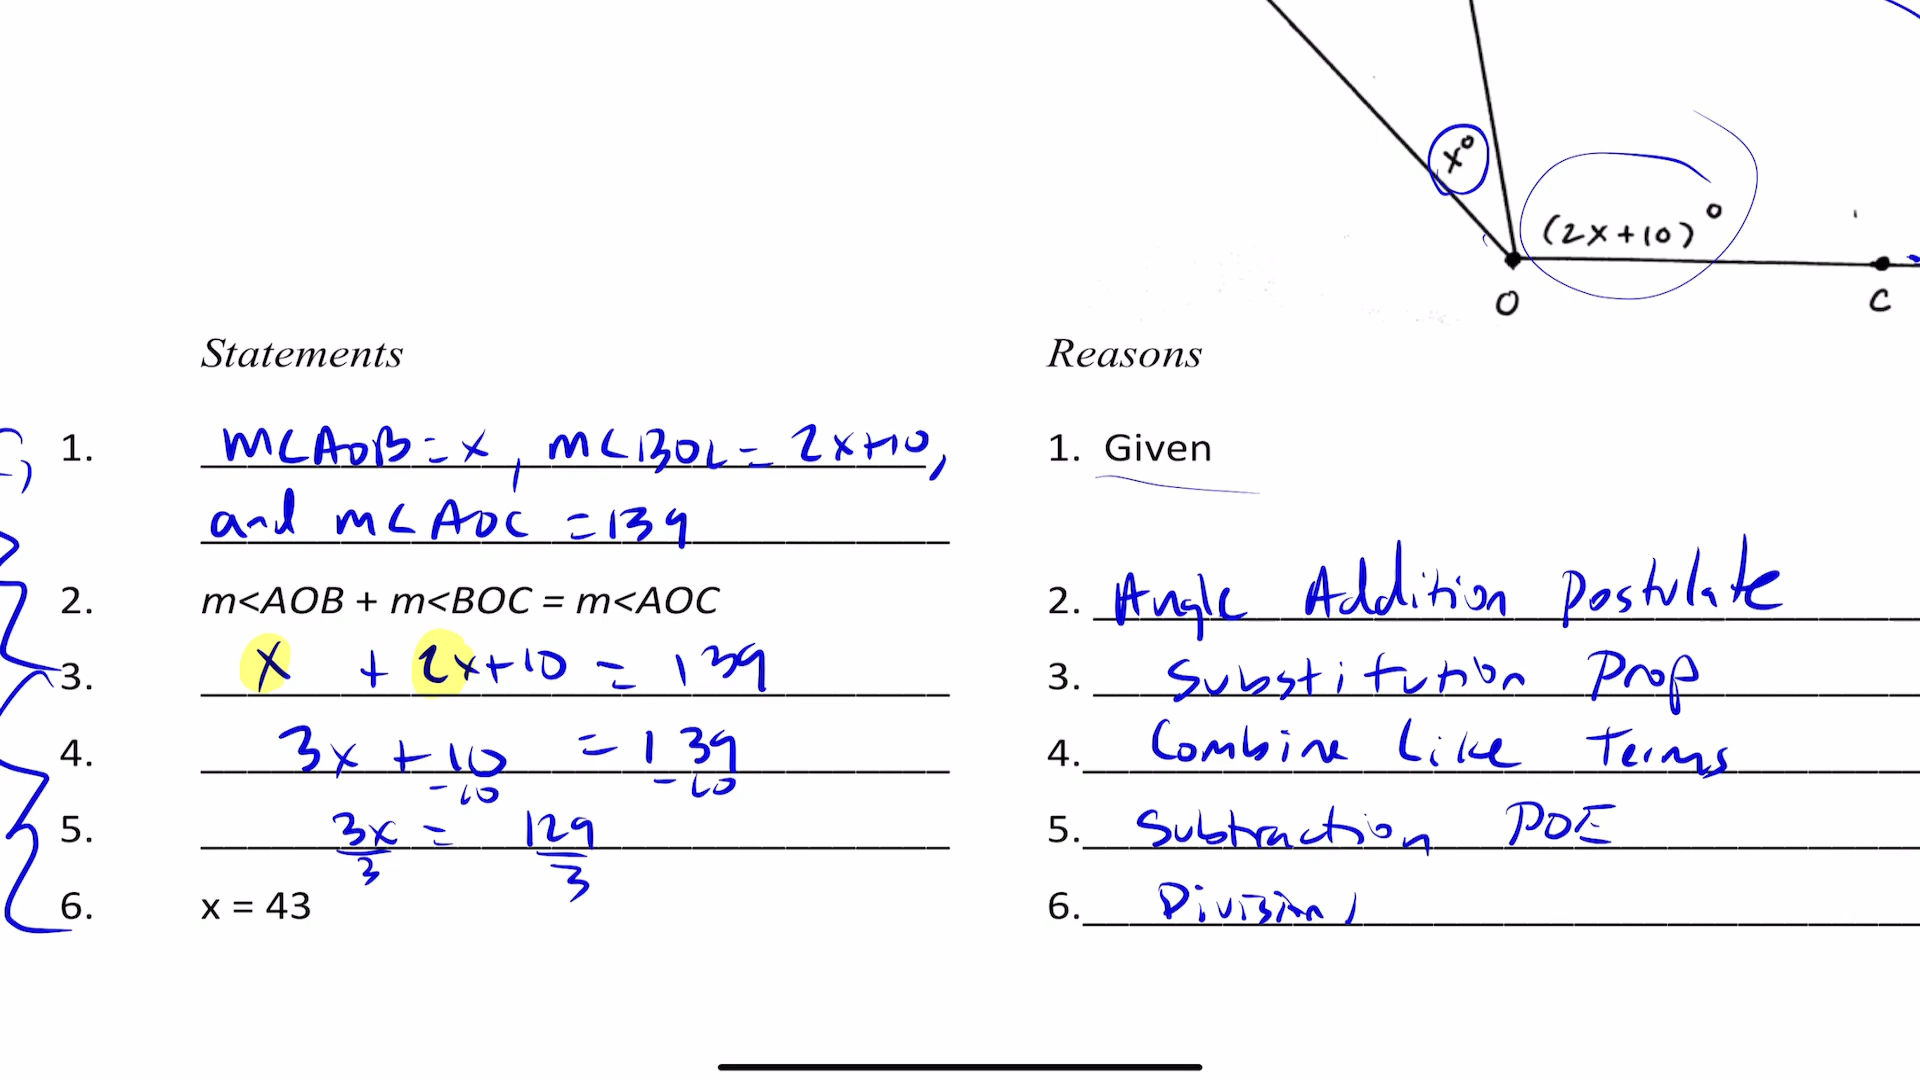 x°
(2x+10)°
O C
Statements Reasons
1. m<AOB = x, m<BOC = 2x+10, 1. Given
and m<AOC = 139
2. m<AOB + m<BOC = m<AOC 2. Angle Addition Postulate
3. x + 2x+10 = 139 3. Substitution Prop
4. 3x + 10 = 139 4. Combine Like Terms
-10 -10
5. 3x = 129 5. Subtraction POE
3 3
6. x = 43 6. Division